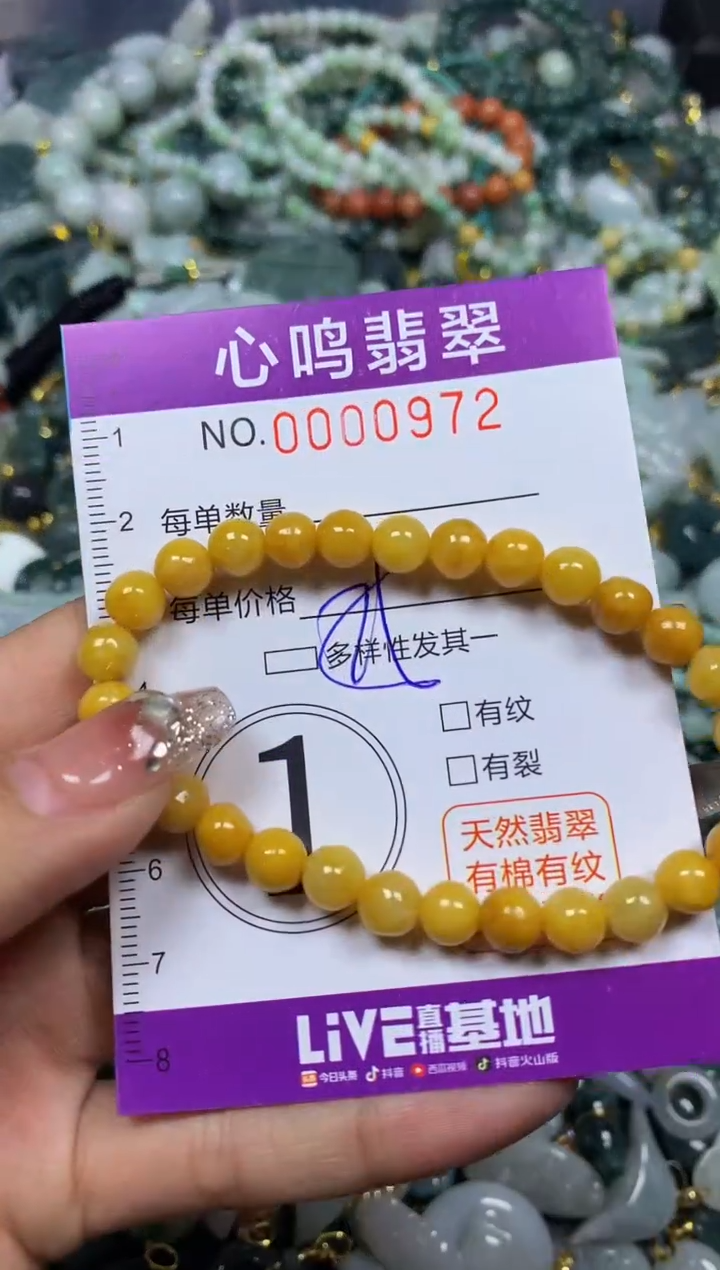 心鸣翡翠
NO.0000972
1
2
每单数量
每单价格
多样性发其一
4
有纹
有裂
1
天然翡翠
有棉有纹
6
7
8
LiVE直播基地
今日头条 抖音 西瓜视频 抖音火山版